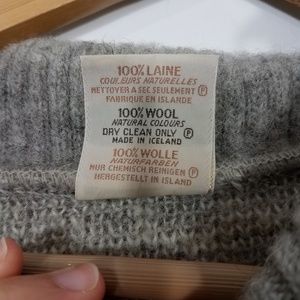 100% LAINE
COULEURS NATURELLES
NETTOYER A SEC SEULEMENT Ⓟ
FABRIQUE EN ISLANDE
100% WOOL
NATURAL COLOURS
DRY CLEAN ONLY Ⓟ
MADE IN ICELAND
100% WOLLE
NATURFARBEN
NUR CHEMISCH REINIGEN Ⓟ
HERGESTELLT IN ISLAND